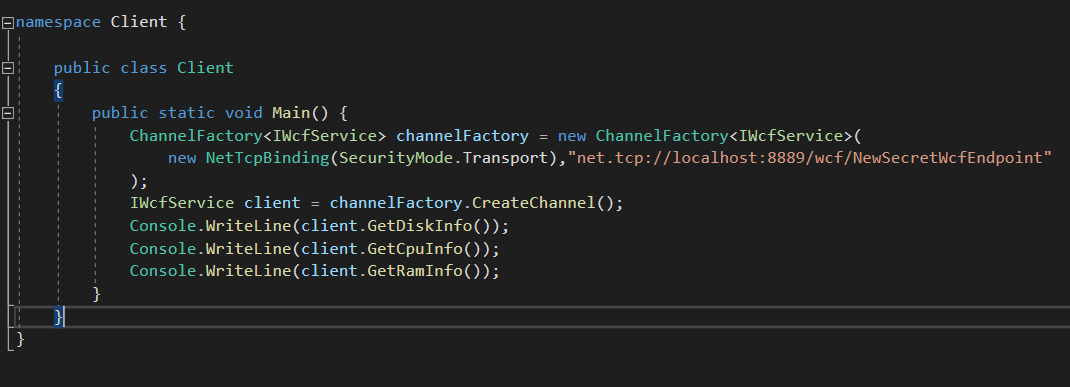 namespace Client {
public class Client
{
public static void Main() {
ChannelFactory<IWcfService> channelFactory = new ChannelFactory<IWcfService>(
new NetTcpBinding(SecurityMode.Transport),"net.tcp://localhost:8889/wcf/NewSecretWcfEndpoint"
);
IWcfService client = channelFactory.CreateChannel();
Console.WriteLine(client.GetDiskInfo());
Console.WriteLine(client.GetCpuInfo());
Console.WriteLine(client.GetRamInfo());
}
}
}